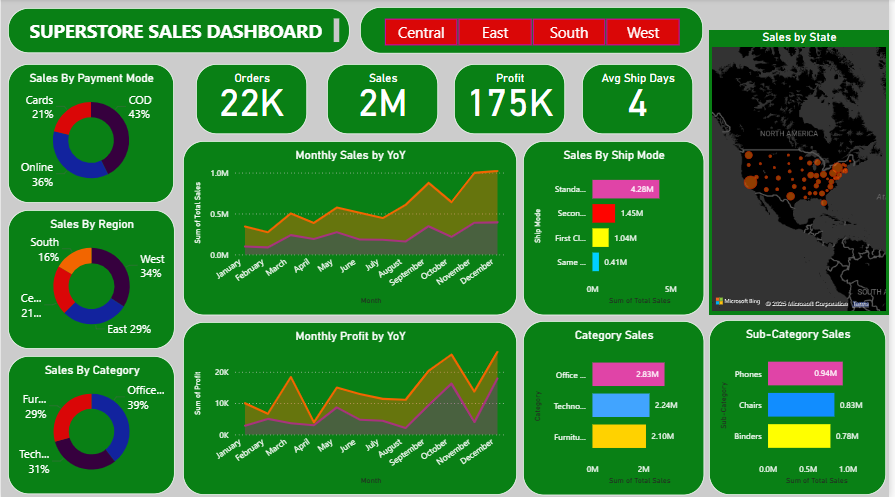 SUPERSTORE SALES DASHBOARD
Central East South West
Sales by State
NORTH AMERICA
SOUTH A
A
Microsoft Bing
© 2025 Microsoft Corporation Terms
Sales By Payment Mode
Cards
21%
COD
43%
Online
36%
Orders
22K
Sales
2M
Profit
175K
Avg Ship Days
4
Monthly Sales by YoY
Sum of Total Sales
1.0M
0.5M
0.0M
January February March April May June July August September October November December
Month
Sales By Ship Mode
Ship Mode
Standa... 4.28M
Secon... 1.45M
First Cl... 1.04M
Same ... 0.41M
0M 5M
Sum of Total Sales
Sales By Region
South
16%
West
34%
Ce...
21...
East 29%
Monthly Profit by YoY
Sum of Profit
20K
10K
0K
January February March April May June July August September October November December
Month
Category Sales
Category
Office ... 2.83M
Techno... 2.24M
Furnitu... 2.10M
0M 2M
Sum of Total Sales
Sub-Category Sales
Sub-Category
Phones 0.94M
Chairs 0.83M
Binders 0.78M
0.0M 0.5M 1.0M
Sum of Total Sales
Sales By Category
Fur...
29%
Office...
39%
Tech...
31%